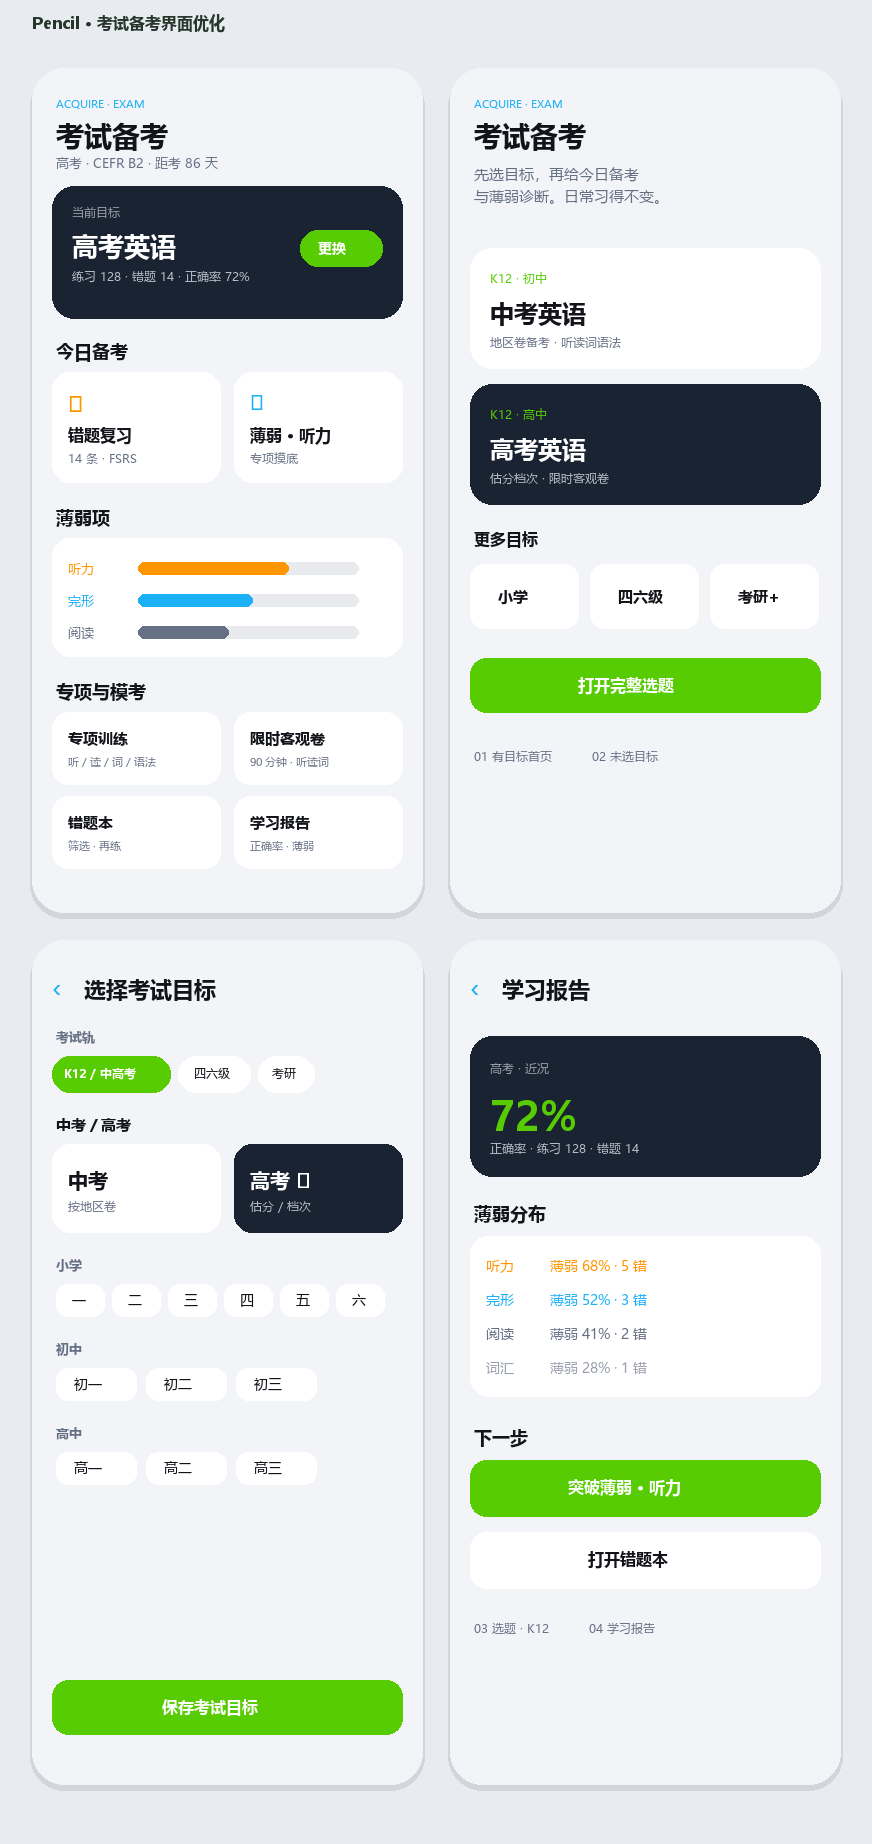 Pencil • 考试备考界面优化
ACQUIRE · EXAM
考试备考
高考 · CEFR B2 · 距考 86 天
当前目标
高考英语
更换
练习 128 · 错题 14 · 正确率 72%
今日备考
错题复习
14 条 · FSRS
薄弱 • 听力
专项摸底
薄弱项
听力
完形
阅读
专项与模考
专项训练
听 / 读 / 词 / 语法
限时客观卷
90 分钟 · 听读词
错题本
筛选 · 再练
学习报告
正确率 · 薄弱
ACQUIRE · EXAM
考试备考
先选目标，再给今日备考
与薄弱诊断。日常习得不变。
K12 · 初中
中考英语
地区卷备考 · 听读词语法
K12 · 高中
高考英语
估分档次 · 限时客观卷
更多目标
小学
四六级
考研+
打开完整选题
01 有目标首页
02 未选目标
‹ 选择考试目标
考试轨
K12 / 中高考
四六级
考研
中考 / 高考
中考
按地区卷
高考
估分 / 档次
小学
一
二
三
四
五
六
初中
初一
初二
初三
高中
高一
高二
高三
保存考试目标
‹ 学习报告
高考 · 近况
72%
正确率 · 练习 128 · 错题 14
薄弱分布
听力 薄弱 68% · 5 错
完形 薄弱 52% · 3 错
阅读 薄弱 41% · 2 错
词汇 薄弱 28% · 1 错
下一步
突破薄弱 • 听力
打开错题本
03 选题 · K12
04 学习报告